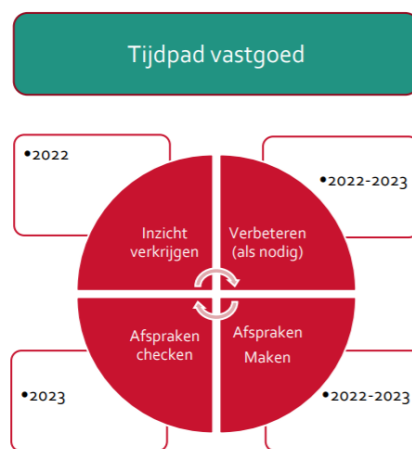 Tijdpad vastgoed
•2022
•2022-2023
Inzicht
verkrijgen
Verbeteren
(als nodig)
Afspraken
checken
Afspraken
Maken
•2023
•2022-2023